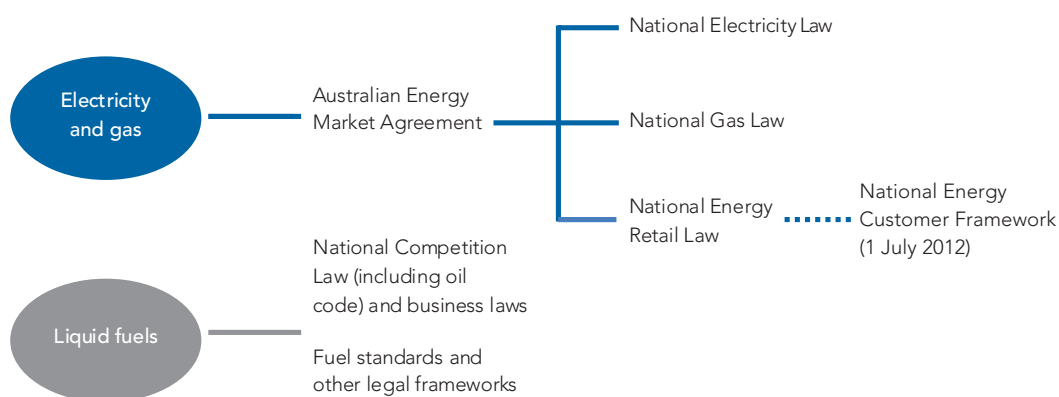 Electricity
and gas
Australian Energy
Market Agreement
National Electricity Law
National Gas Law
National Energy
Retail Law
National Energy
Customer Framework
(1 July 2012)
Liquid fuels
National Competition
Law (including oil
code) and business laws
Fuel standards and
other legal frameworks